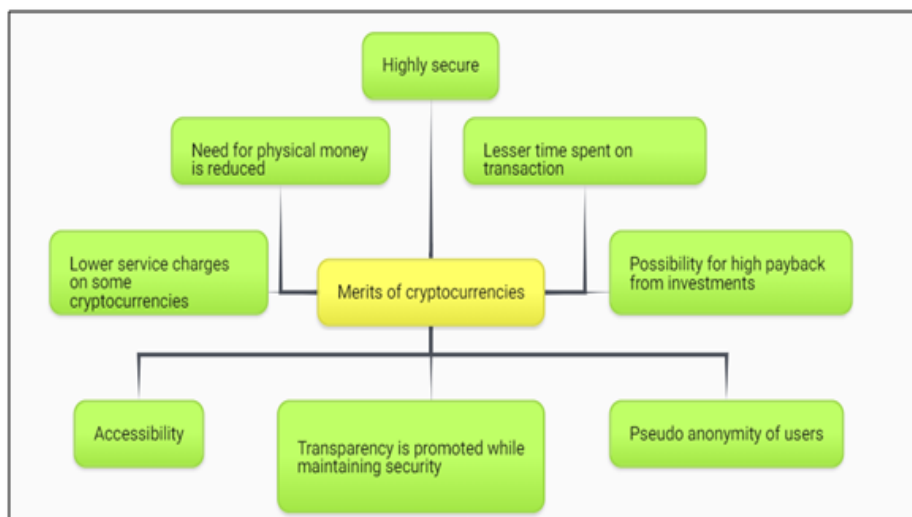 Highly secure
Need for physical money
is reduced
Lesser time spent on
transaction
Lower service charges
on some
cryptocurrencies
Merits of cryptocurrencies
Possibility for high payback
from investments
Accessibility
Transparency is promoted while
maintaining security
Pseudo anonymity of users